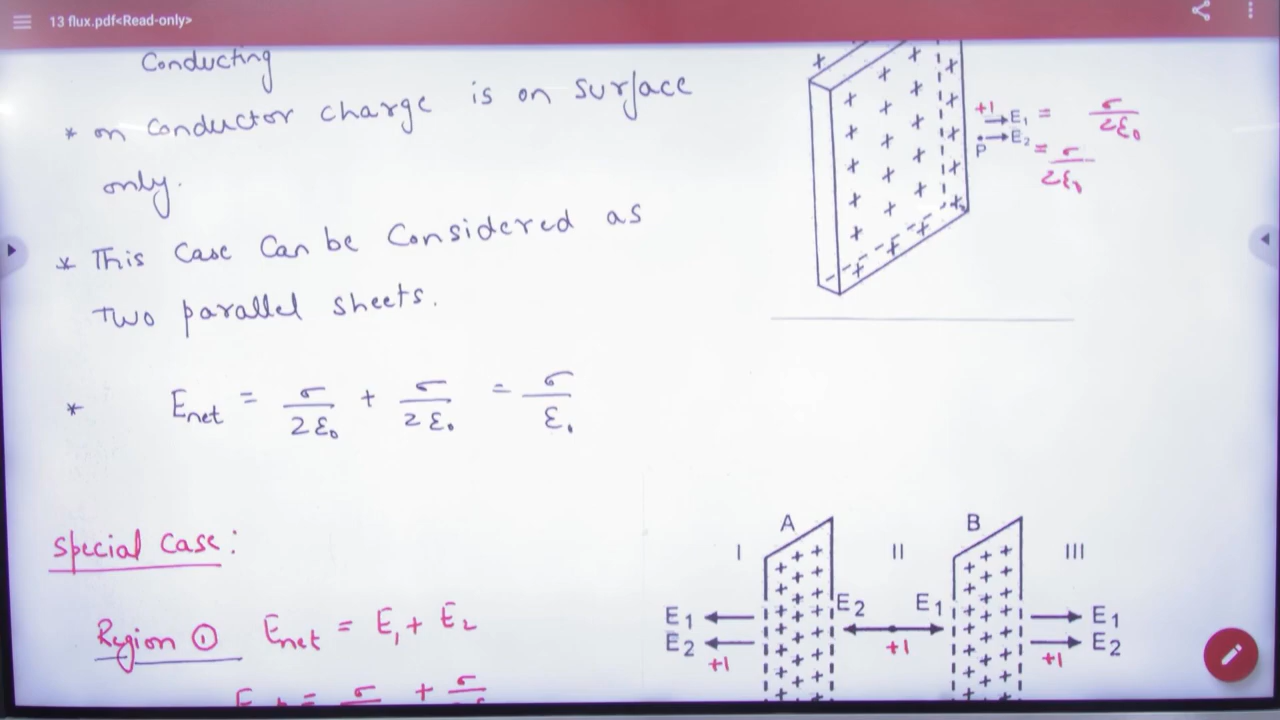 13 flux.pdf<Read-only>
Conducting
* on conductor charge is on surface
only.
* This case can be considered as
two parallel sheets.
* Enet = σ/2ε₀ + σ/2ε₀ = σ/ε₀
+1
E₁ = σ/2ε₀
E₂ = σ/2ε₀
P
Special Case:
Region ① Enet = E₁ + E₂
A B
I II III
E₁ E₂ E₁ E₁
E₂ E₂
+1 +1 +1